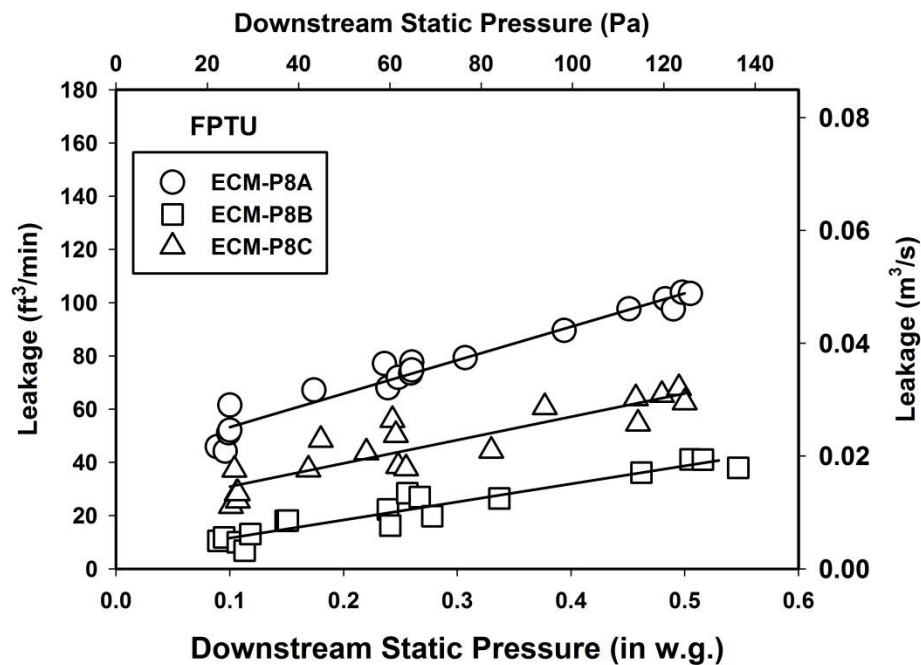 Downstream Static Pressure (Pa)
0 20 40 60 80 100 120 140
180
160
140
120
100
80
60
40
20
0
Leakage (ft³/min)
FPTU
ECM-P8A
ECM-P8B
ECM-P8C
0.08
0.06
0.04
0.02
0.00
Leakage (m³/s)
0.0 0.1 0.2 0.3 0.4 0.5 0.6
Downstream Static Pressure (in w.g.)